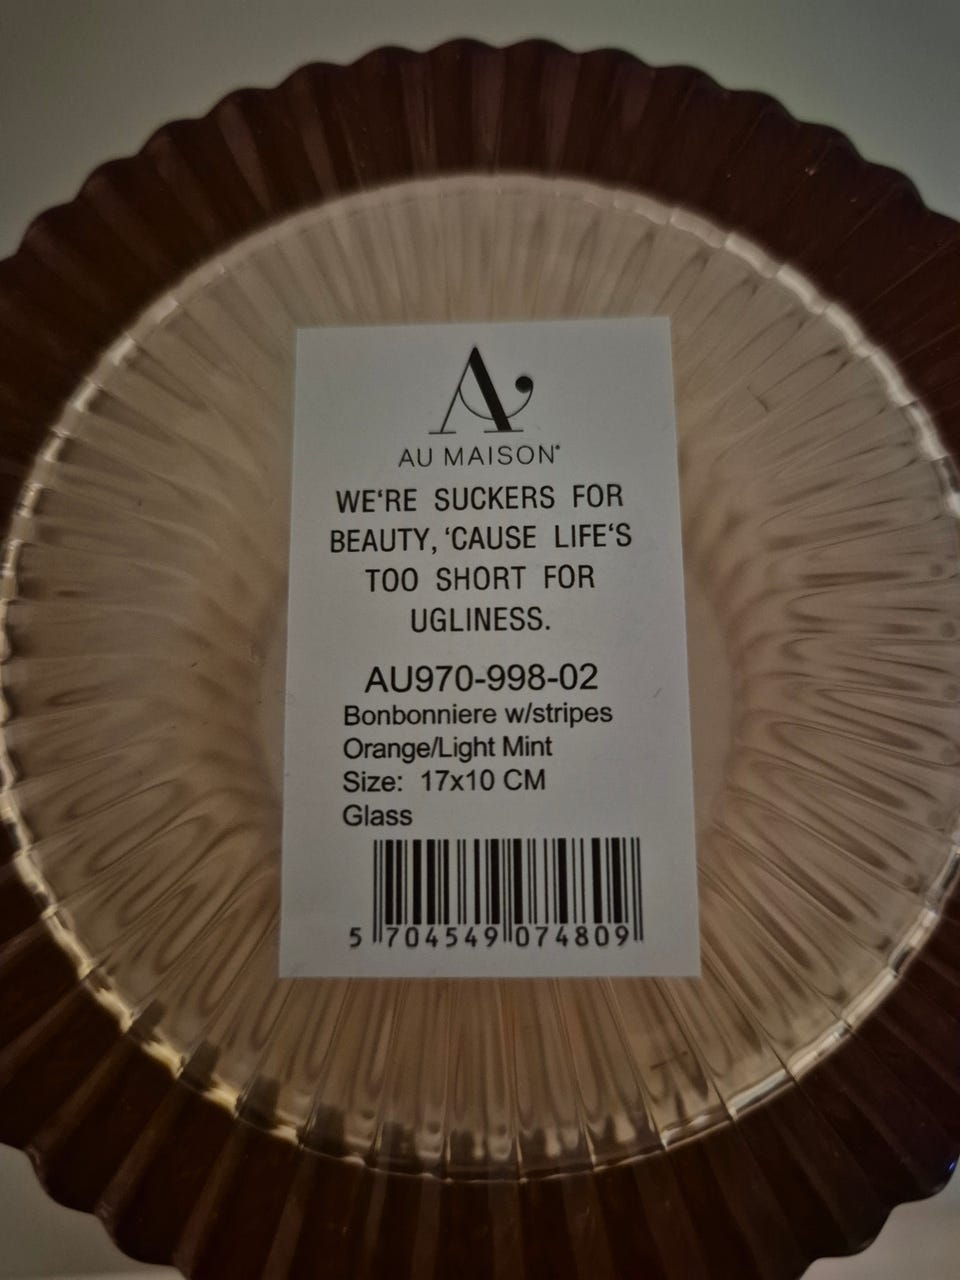 A
AU MAISON®
WE‘RE SUCKERS FOR
BEAUTY, ‘CAUSE LIFE‘S
TOO SHORT FOR
UGLINESS.
AU970-998-02
Bonbonniere w/stripes
Orange/Light Mint
Size: 17x10 CM
Glass
5 704549 074809